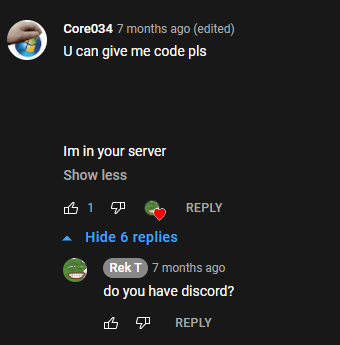 Core034 7 months ago (edited)
U can give me code pls
Im in your server
Show less
1 REPLY
Hide 6 replies
Rek T 7 months ago
do you have discord?
REPLY